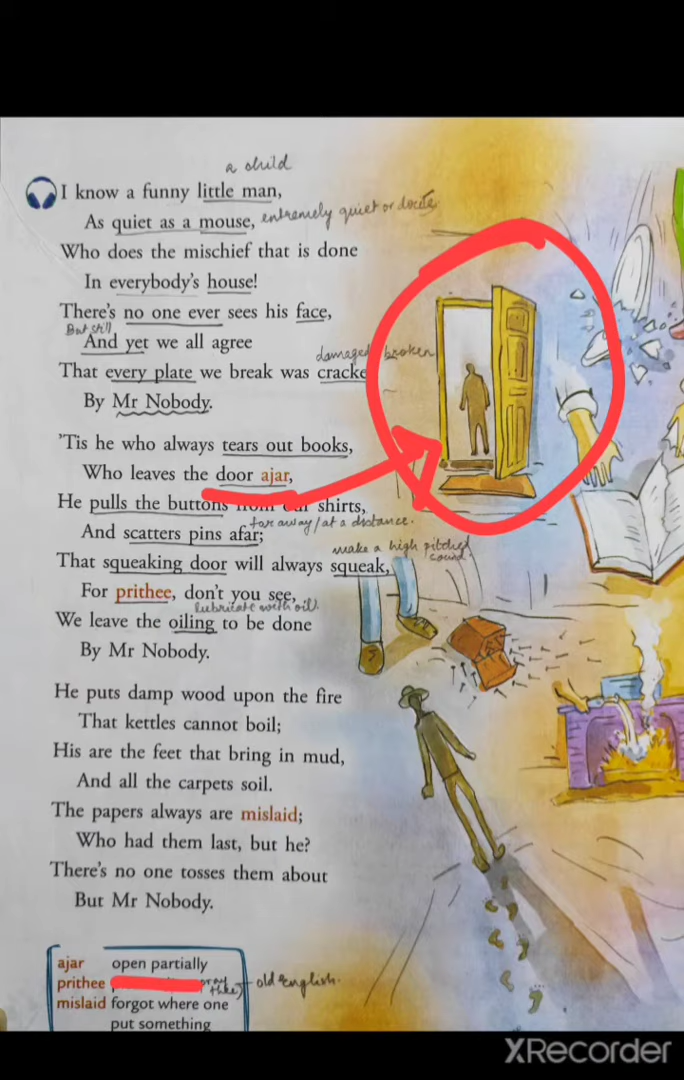 a child
I know a funny little man,
As quiet as a mouse, extremely quiet or docile
Who does the mischief that is done
In everybody's house!
There's no one ever sees his face,
But still
And yet we all agree
damaged broken
That every plate we break was cracke
By Mr Nobody.
'Tis he who always tears out books,
Who leaves the door ajar,
He pulls the buttons from our shirts,
far away/at a distance.
And scatters pins afar;
make a high pitched
sound
That squeaking door will always squeak,
For prithee, don't you see,
lubricate with oil
We leave the oiling to be done
By Mr Nobody.
He puts damp wood upon the fire
That kettles cannot boil;
His are the feet that bring in mud,
And all the carpets soil.
The papers always are mislaid;
Who had them last, but he?
There's no one tosses them about
But Mr Nobody.
ajar open partially
prithee old English.
mislaid forgot where one
put something
XRecorder